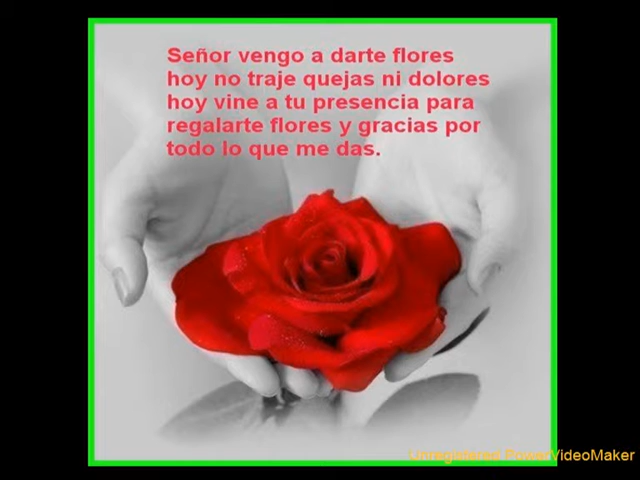 Señor vengo a darte flores
hoy no traje quejas ni dolores
hoy vine a tu presencia para
regalarte flores y gracias por
todo lo que me das.
Unregistered PowerVideoMaker